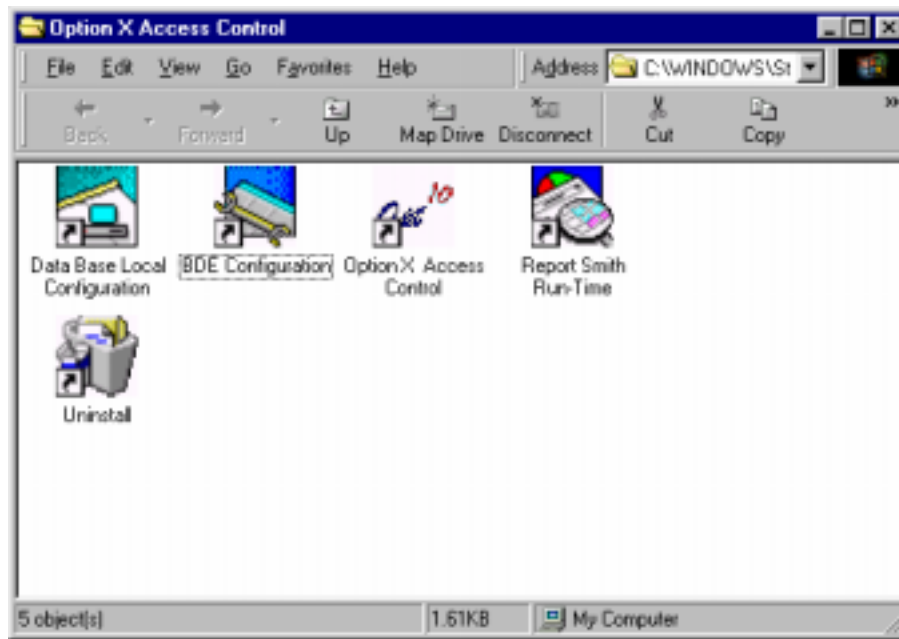 Option X Access Control
File Edit View Go Favorites Help Address C:\WINDOWS\St
Back Forward Up Map Drive Disconnect Cut Copy »
Data Base Local
Configuration
BDE Configuration
Option X Access
Control
Report Smith
Run-Time
Uninstall
5 object(s) 1.61KB My Computer